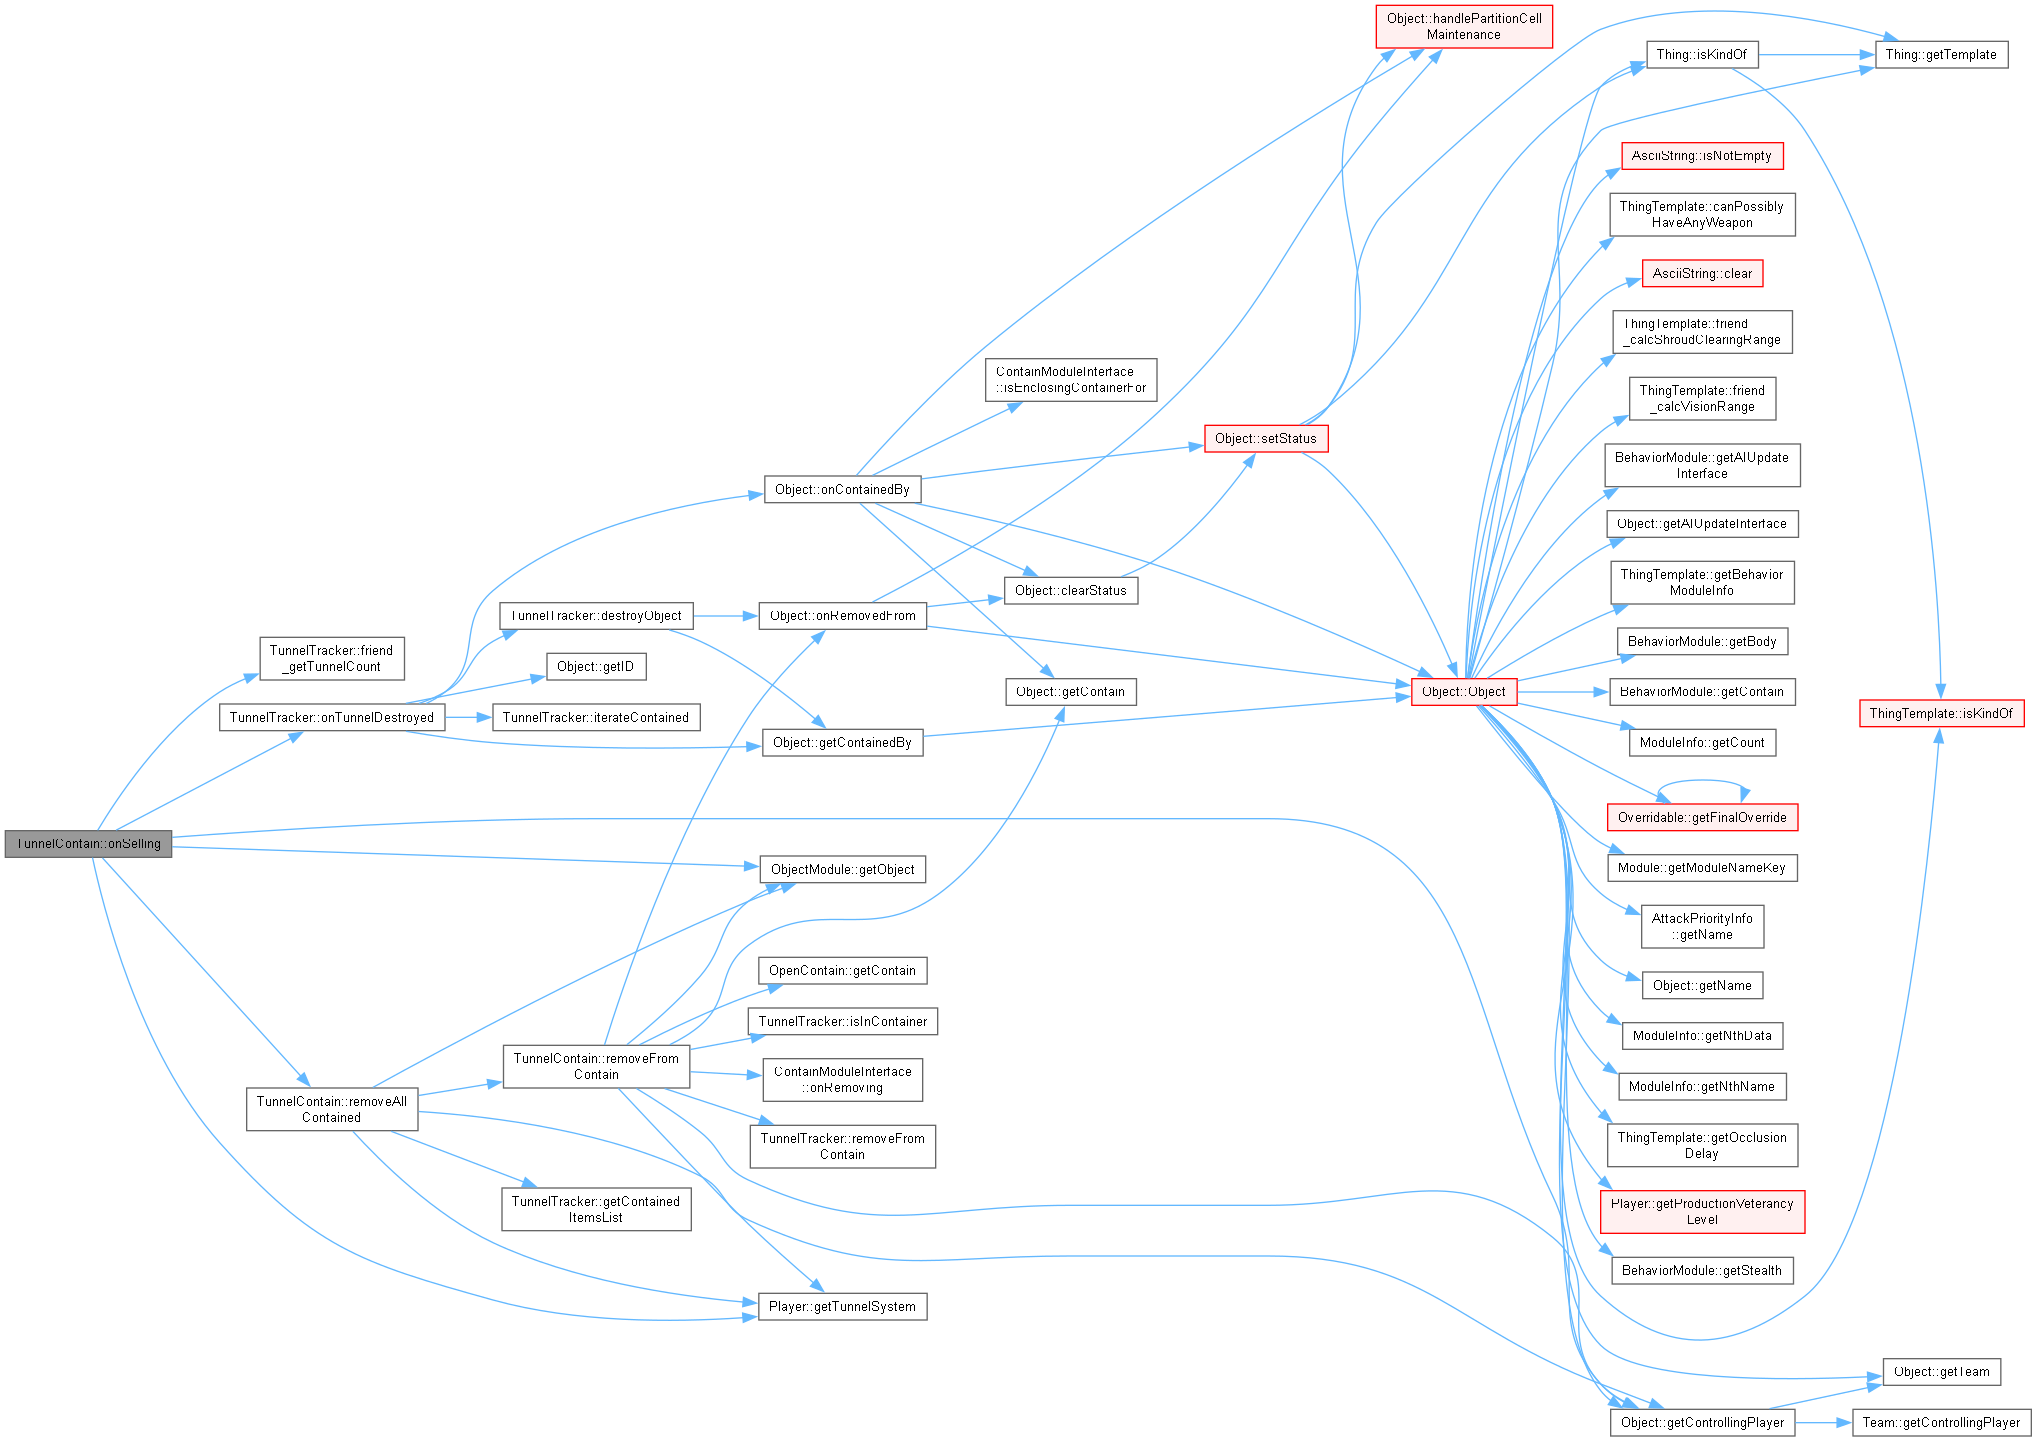 TunnelContain::onSelling
TunnelTracker::friend
_getTunnelCount
TunnelTracker::onTunnelDestroyed
TunnelContain::removeAll
Contained
TunnelTracker::destroyObject
Object::getID
TunnelTracker::iterateContained
TunnelContain::removeFrom
Contain
TunnelTracker::getContained
ItemsList
Object::onContainedBy
Object::onRemovedFrom
Object::getContainedBy
ObjectModule::getObject
OpenContain::getContain
TunnelTracker::isInContainer
ContainModuleInterface
::onRemoving
TunnelTracker::removeFrom
Contain
Player::getTunnelSystem
ContainModuleInterface
::isEnclosingContainerFor
Object::clearStatus
Object::getContain
Object::setStatus
Object::handlePartitionCell
Maintenance
Object::Object
Thing::isKindOf
AsciiString::isNotEmpty
ThingTemplate::canPossibly
HaveAnyWeapon
AsciiString::clear
ThingTemplate::friend
_calcShroudClearingRange
ThingTemplate::friend
_calcVisionRange
BehaviorModule::getAIUpdate
Interface
Object::getAIUpdateInterface
ThingTemplate::getBehavior
ModuleInfo
BehaviorModule::getBody
BehaviorModule::getContain
ModuleInfo::getCount
Overridable::getFinalOverride
Module::getModuleNameKey
AttackPriorityInfo
::getName
Object::getName
ModuleInfo::getNthData
ModuleInfo::getNthName
ThingTemplate::getOcclusion
Delay
Player::getProductionVeterancy
Level
BehaviorModule::getStealth
Object::getControllingPlayer
Thing::getTemplate
ThingTemplate::isKindOf
Object::getTeam
Team::getControllingPlayer